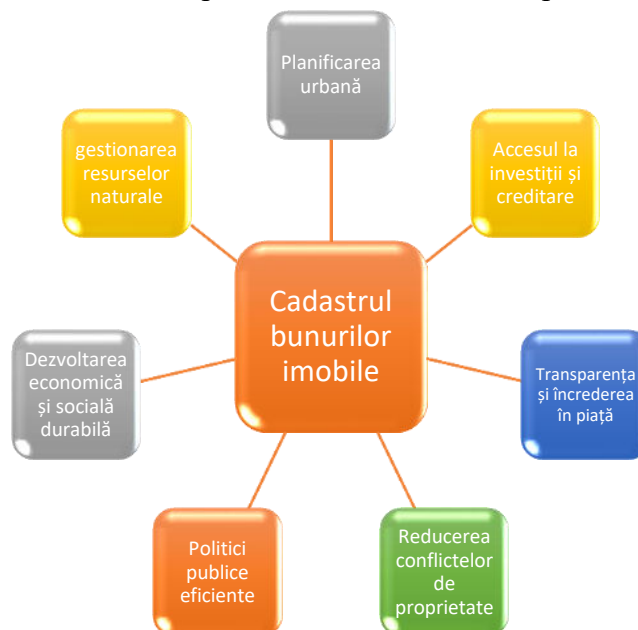 Planificarea
urbană
gestionarea
resurselor
naturale
Accesul la
investiții și
creditare
Cadastrul
bunurilor
imobile
Dezvoltarea
economică
și socială
durabilă
Transparența
și încrederea
în piață
Politici
publice
eficiente
Reducerea
conflictelor
de
proprietate